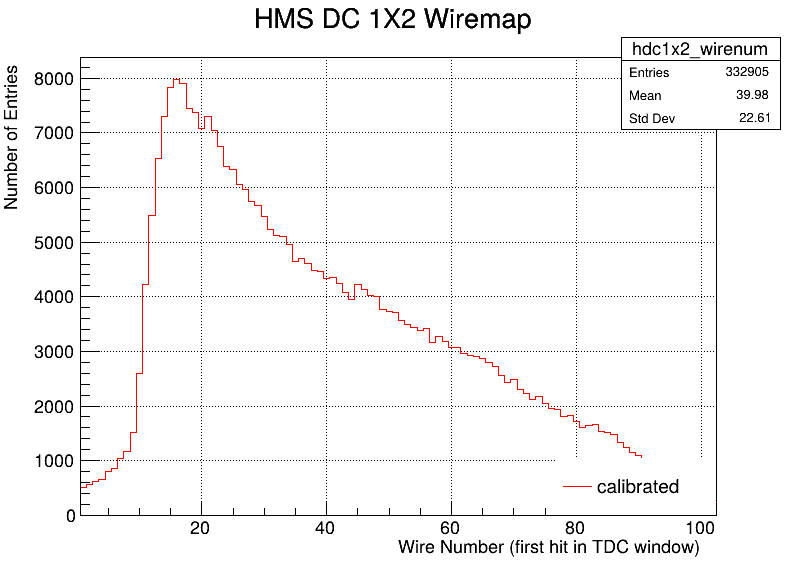 HMS DC 1X2 Wiremap
hdc1x2_wirenum
Entries 332905
Mean 39.98
Std Dev 22.61
Number of Entries
8000
7000
6000
5000
4000
3000
2000
1000
0
calibrated
20 40 60 80 100
Wire Number (first hit in TDC window)